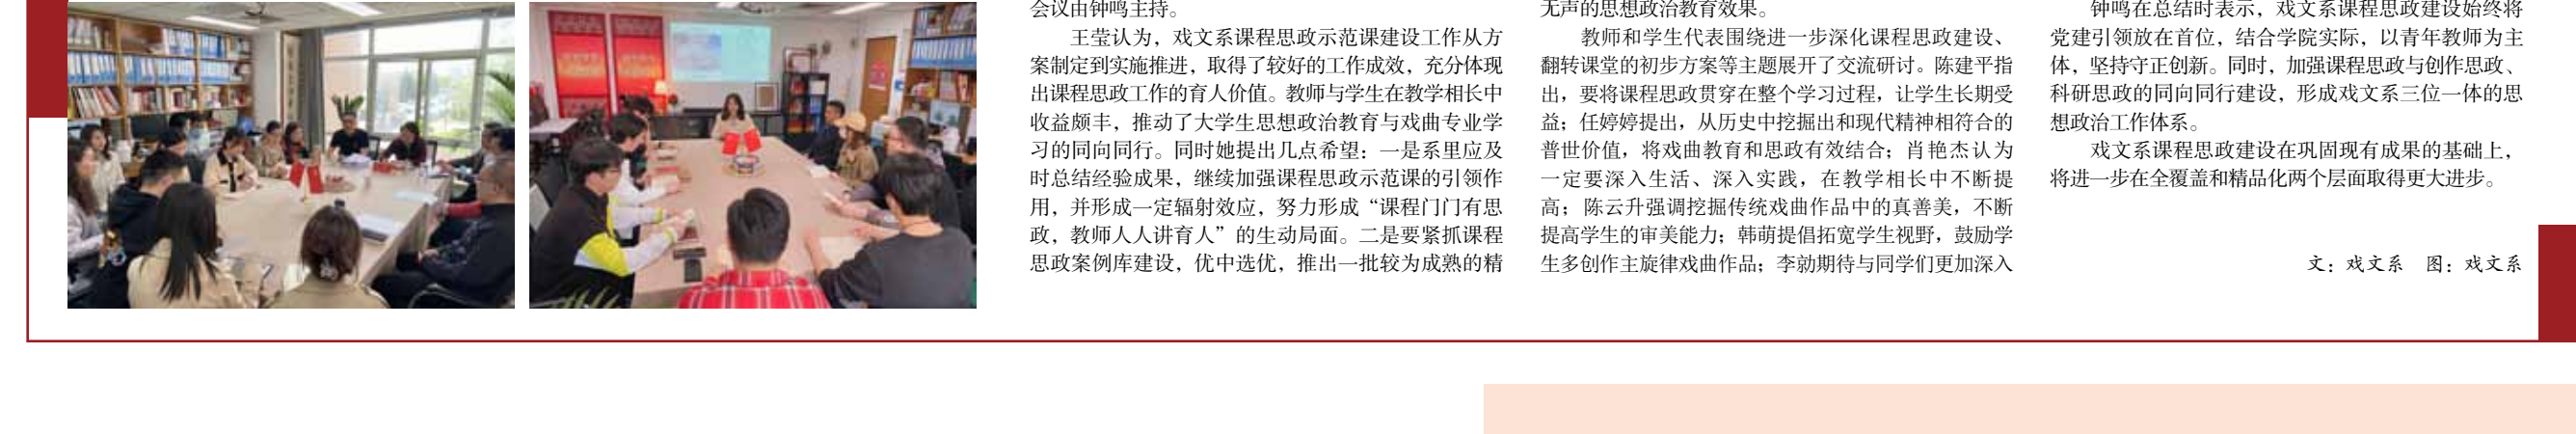 会议由钟鸣主持。
王莹认为，戏文系课程思政示范课建设工作从方
案制定到实施推进，取得了较好的工作成效，充分体现
出课程思政工作的育人价值。教师与学生在教学相长中
收益颇丰，推动了大学生思想政治教育与戏曲专业学
习的同向同行。同时她提出几点希望：一是系里应及
时总结经验成果，继续加强课程思政示范课的引领作
用，并形成一定辐射效应，努力形成“课程门门有思
政，教师人人讲育人”的生动局面。二是要紧抓课程
思政案例库建设，优中选优，推出一批较为成熟的精
无声的思想政治教育效果。
教师和学生代表围绕进一步深化课程思政建设、
翻转课堂的初步方案等主题展开了交流研讨。陈建平指
出，要将课程思政贯穿在整个学习过程，让学生长期受
益；任婷婷提出，从历史中挖掘出和现代精神相符合的
普世价值，将戏曲教育和思政有效结合；肖艳杰认为
一定要深入生活、深入实践，在教学相长中不断提
高；陈云升强调挖掘传统戏曲作品中的真善美，不断
提高学生的审美能力；韩萌提倡拓宽学生视野，鼓励学
生多创作主旋律戏曲作品；李勍期待与同学们更加深入
钟鸣在总结时表示，戏文系课程思政建设始终将
党建引领放在首位，结合学院实际，以青年教师为主
体，坚持守正创新。同时，加强课程思政与创作思政、
科研思政的同向同行建设，形成戏文系三位一体的思
想政治工作体系。
戏文系课程思政建设在巩固现有成果的基础上，
将进一步在全覆盖和精品化两个层面取得更大进步。
文：戏文系　图：戏文系